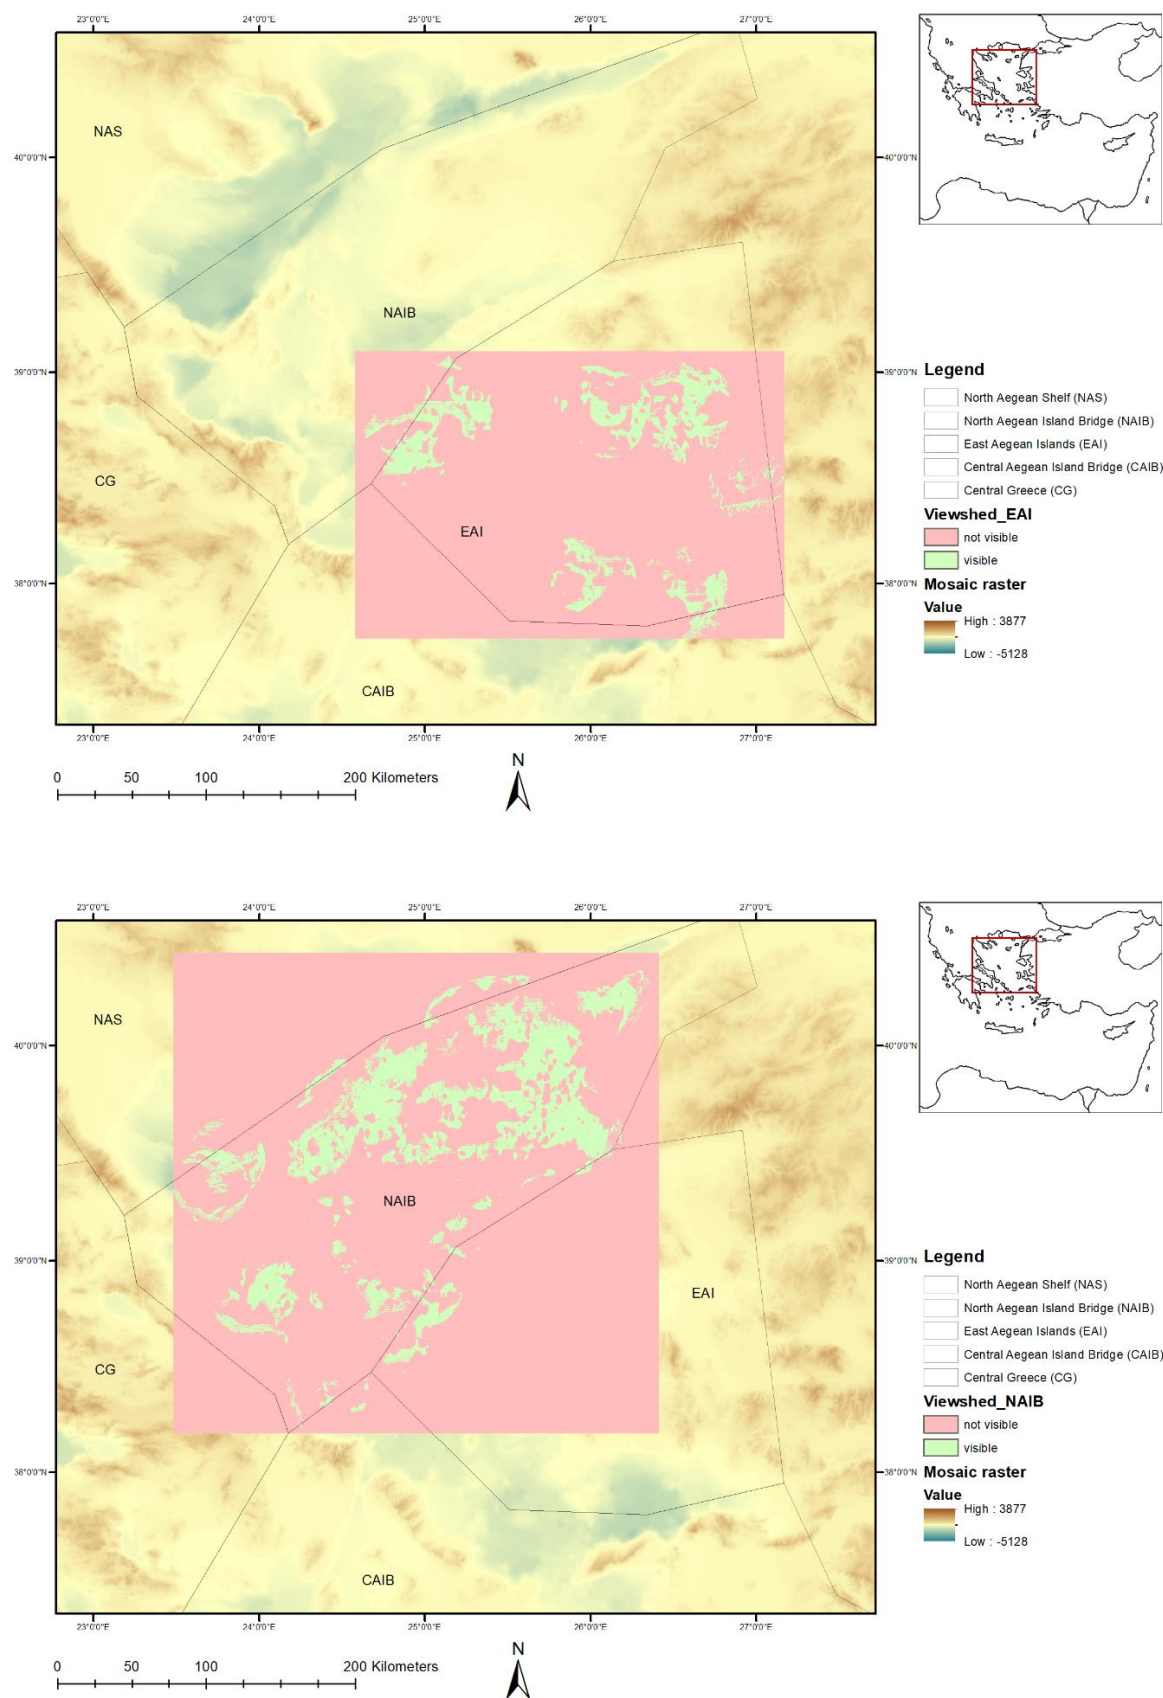 23°0'0"E 24°0'0"E 25°0'0"E 26°0'0"E 27°0'0"E
NAS
40°0'0"N 40°0'0"N
NAIB
39°0'0"N 39°0'0"N
CG
EAI
38°0'0"N 38°0'0"N
CAIB
23°0'0"E 24°0'0"E 25°0'0"E 26°0'0"E 27°0'0"E
0 50 100 200 Kilometers
N
Legend
North Aegean Shelf (NAS)
North Aegean Island Bridge (NAIB)
East Aegean Islands (EAI)
Central Aegean Island Bridge (CAIB)
Central Greece (CG)
Viewshed_EAI
not visible
visible
Mosaic raster
Value
High : 3877
Low : -5128
23°0'0"E 24°0'0"E 25°0'0"E 26°0'0"E 27°0'0"E
NAS
40°0'0"N 40°0'0"N
NAIB
39°0'0"N 39°0'0"N
EAI
CG
38°0'0"N 38°0'0"N
CAIB
23°0'0"E 24°0'0"E 25°0'0"E 26°0'0"E 27°0'0"E
0 50 100 200 Kilometers
N
Legend
North Aegean Shelf (NAS)
North Aegean Island Bridge (NAIB)
East Aegean Islands (EAI)
Central Aegean Island Bridge (CAIB)
Central Greece (CG)
Viewshed_NAIB
not visible
visible
Mosaic raster
Value
High : 3877
Low : -5128